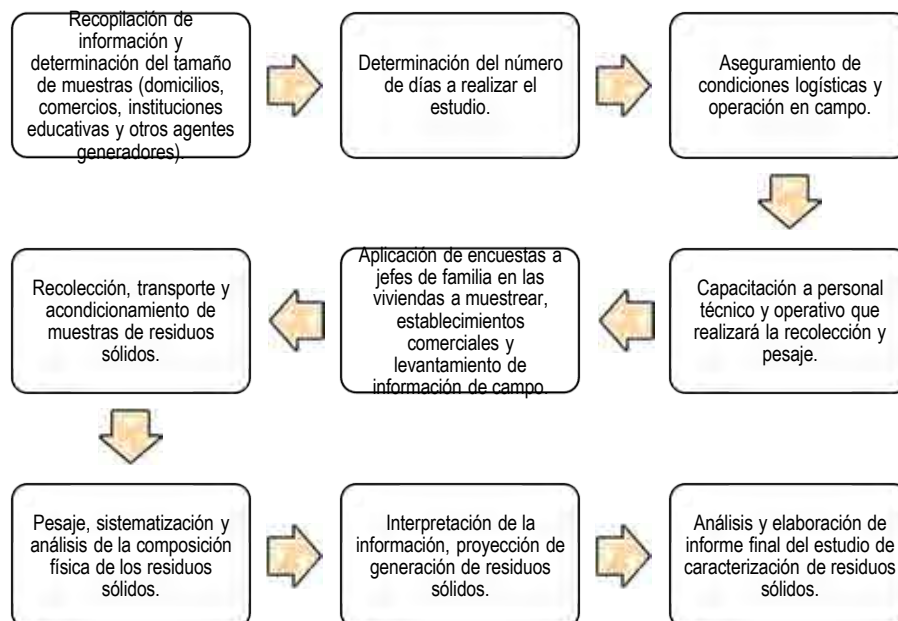 Recopilación de
información y
determinación del tamaño
de muestras (domicilios,
comercios, instituciones
educativas y otros agentes
generadores).
Determinación del número
de días a realizar el
estudio.
Aseguramiento de
condiciones logísticas y
operación en campo.
Capacitación a personal
técnico y operativo que
realizará la recolección y
pesaje.
Aplicación de encuestas a
jefes de familia en las
viviendas a muestrear,
establecimientos
comerciales y
levantamiento de
información de campo.
Recolección, transporte y
acondicionamiento de
muestras de residuos
sólidos.
Pesaje, sistematización y
análisis de la composición
física de los residuos
sólidos.
Interpretación de la
información, proyección de
generación de residuos
sólidos.
Análisis y elaboración de
informe final del estudio de
caracterización de residuos
sólidos.